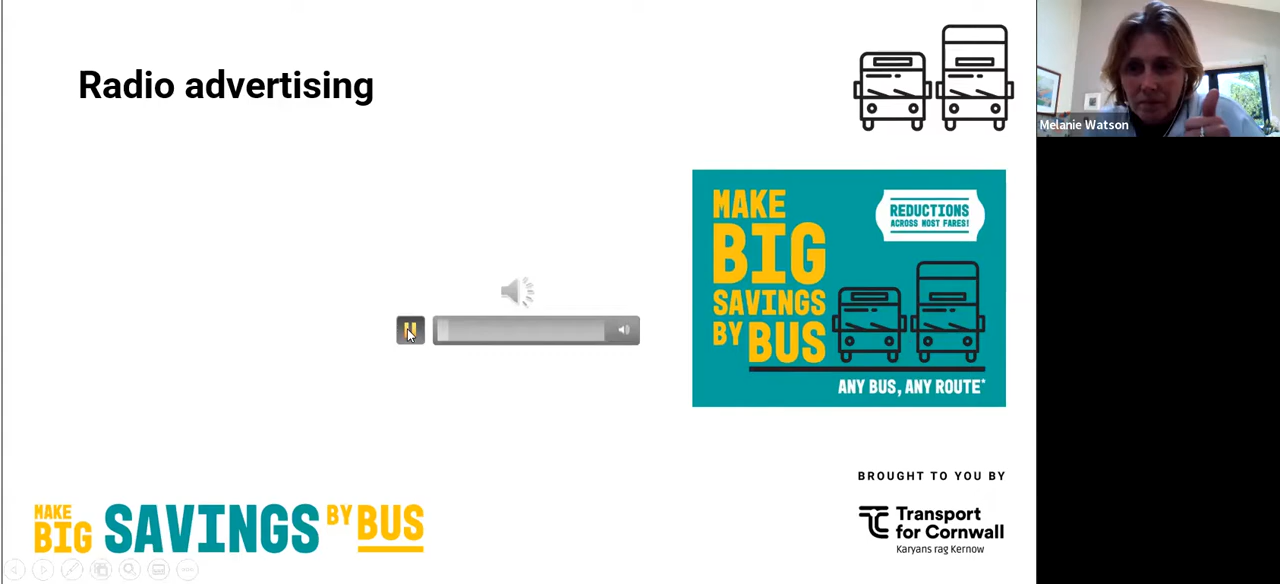 Radio advertising
MAKE
BIG
SAVINGS
BY BUS
REDUCTIONS
ACROSS MOST FARES!
ANY BUS, ANY ROUTE*
BROUGHT TO YOU BY
Transport
for Cornwall
Karyans rag Kernow
MAKE
BIG SAVINGS BY BUS
Melanie Watson